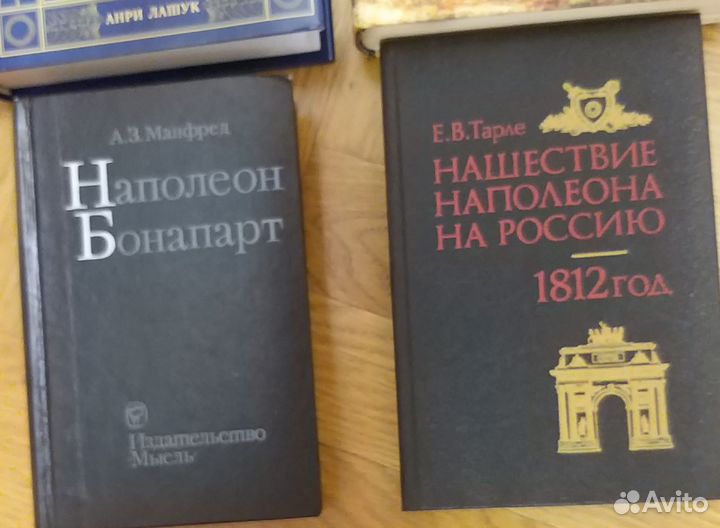 АНРИ ЛАШУК
А.З. Манфред
Наполеон
Бонапарт
Издательство
«Мысль»
Е.В.Тарле
НАШЕСТВИЕ
НАПОЛЕОНА
НА РОССИЮ
1812 год
Avito